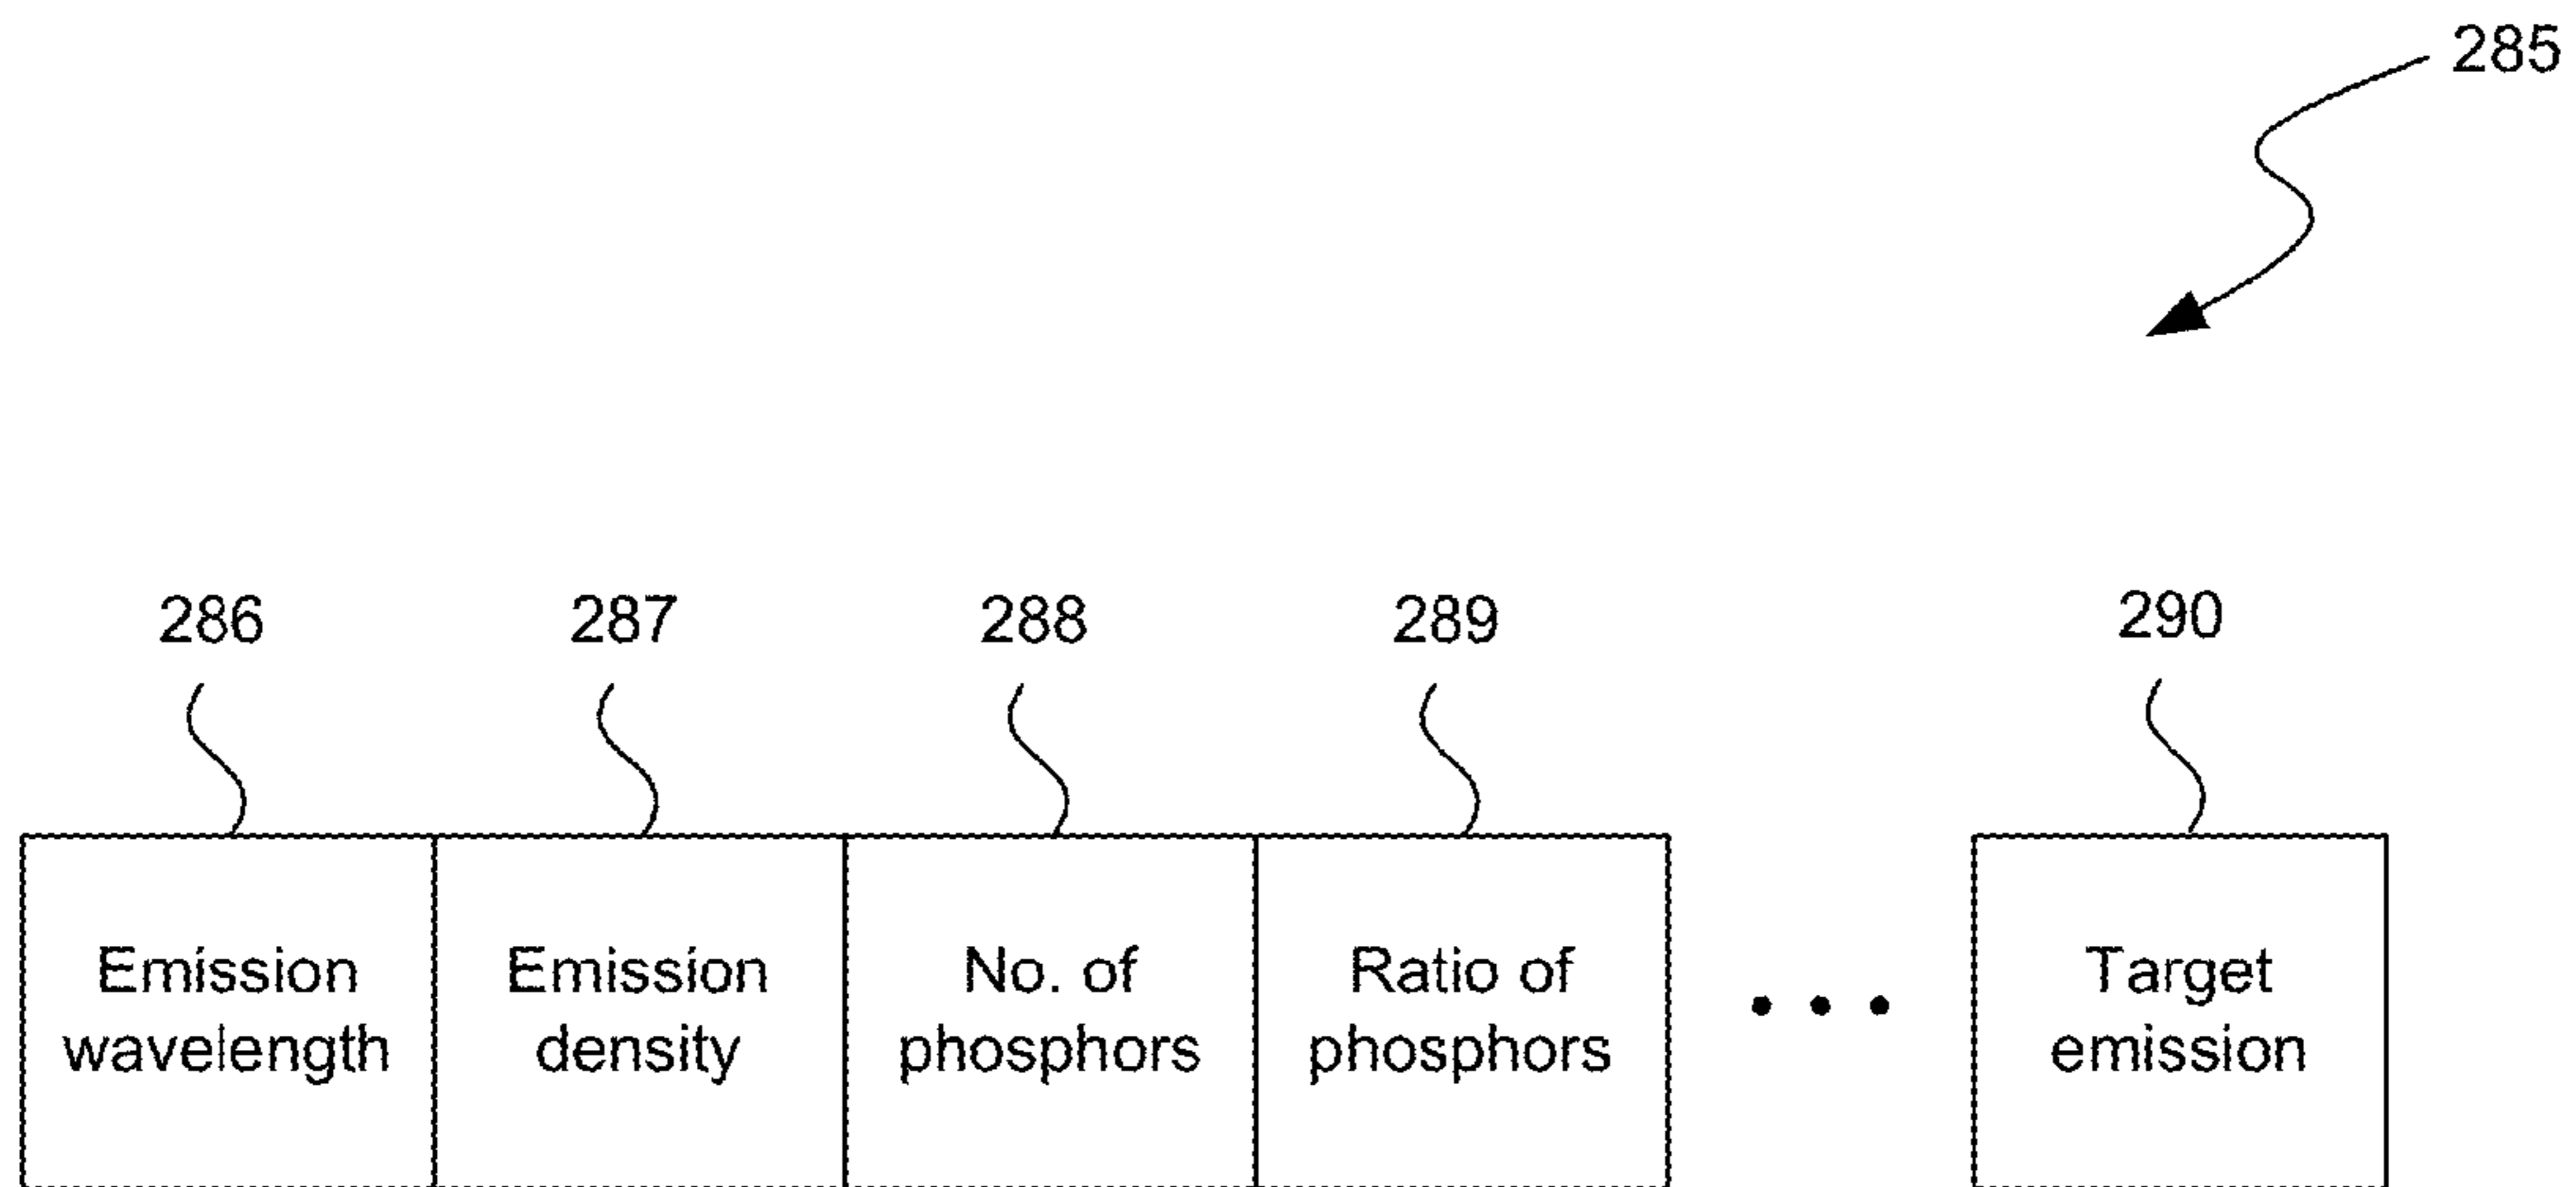 285
286 287 288 289 290
Emission Emission No. of Ratio of Target
wavelength density phosphors phosphors • • • emission